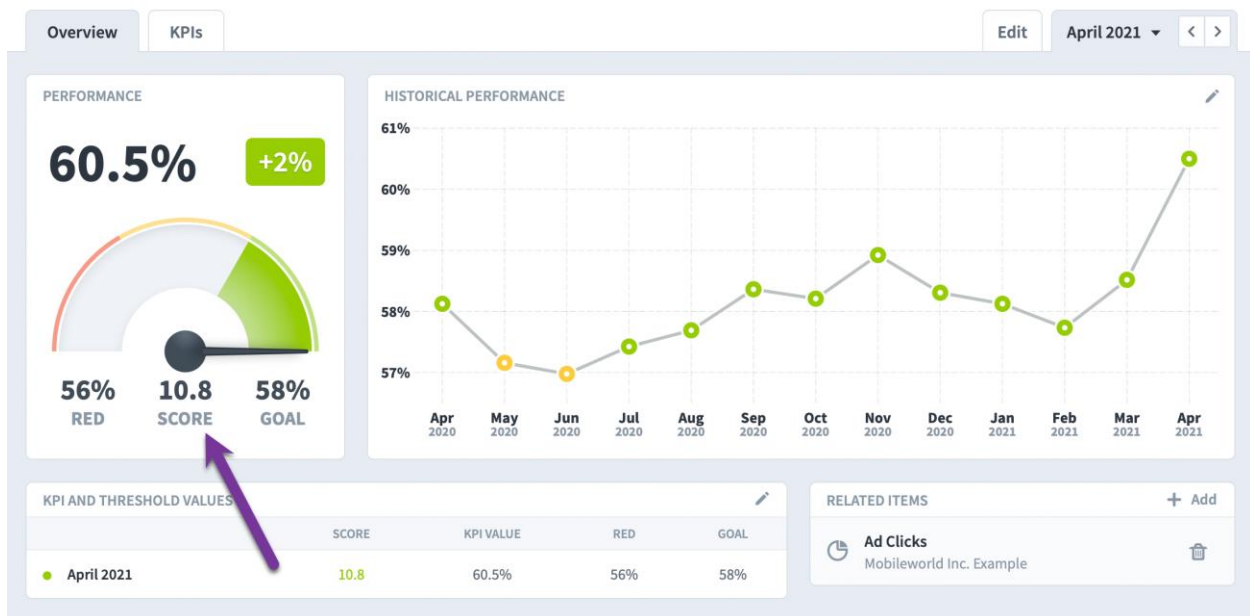 Overview
KPIs
Edit
April 2021
PERFORMANCE
60.5%
+2%
56%
10.8
58%
RED
SCORE
GOAL
HISTORICAL PERFORMANCE
61%
60%
59%
58%
57%
Apr May Jun Jul Aug Sep Oct Nov Dec Jan Feb Mar Apr
2020 2020 2020 2020 2020 2020 2020 2020 2020 2021 2021 2021 2021
KPI AND THRESHOLD VALUES
SCORE KPI VALUE RED GOAL
April 2021 10.8 60.5% 56% 58%
RELATED ITEMS
+ Add
Ad Clicks
Mobileworld Inc. Example